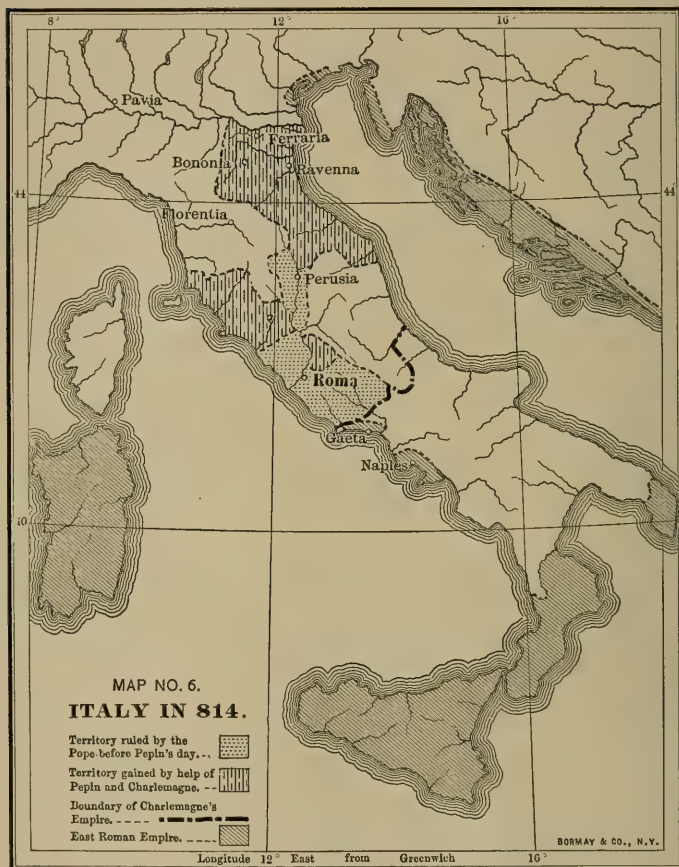 8°
12°
16°
Pavia
Ferraria
Bononia
Ravenna
44
44
Florentia
Perusia
Roma
Gaeta
Naples
40
40
MAP NO. 6.
ITALY IN 814.
Territory ruled by the
Pope before Pepin's day.
Territory gained by help of
Pepin and Charlemagne.
Boundary of Charlemagne's
Empire.
East Roman Empire.
BORMAY & CO., N.Y.
Longitude 12° East from Greenwich
16°